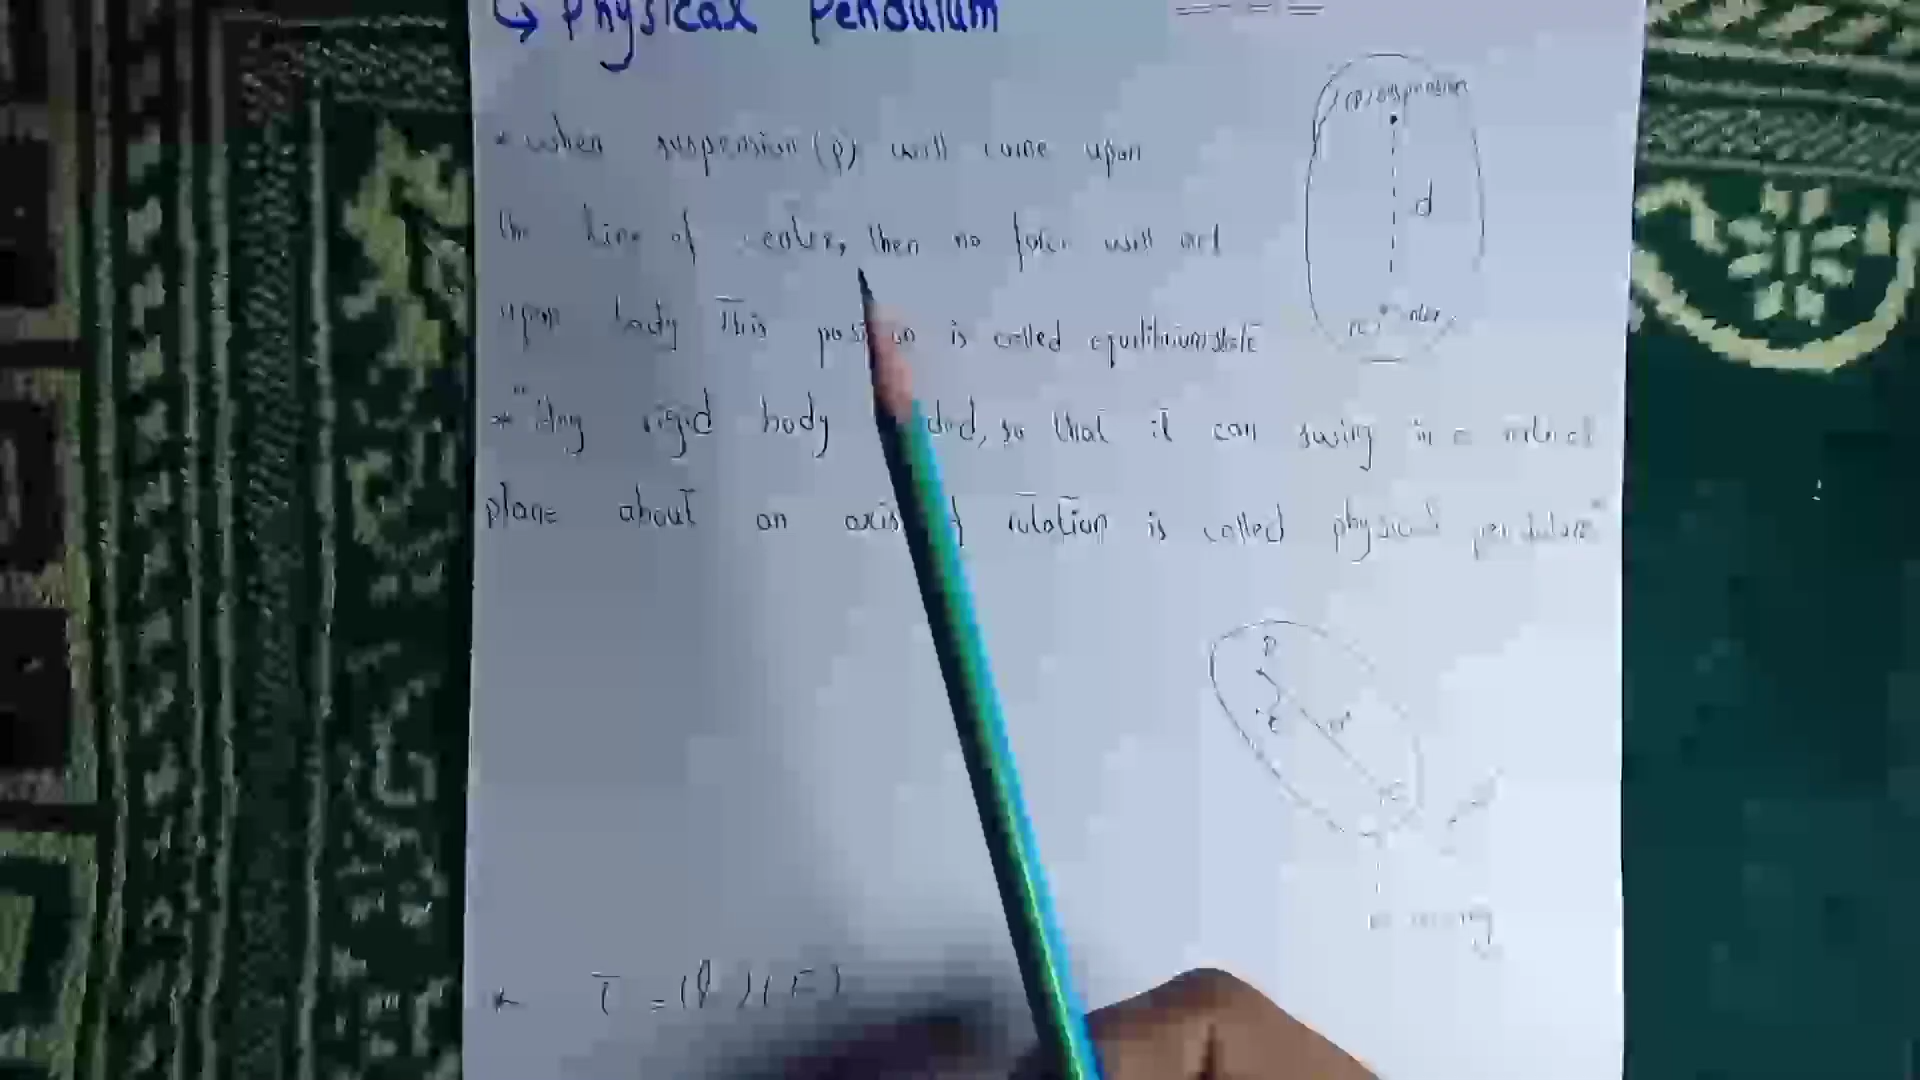 ↳ Physical Pendulum
* when suspension (P) will come upon
the line of center, then no force will act
upon body This position is called equilibrium state
* "Any rigid body ded, so that it can swing in a vertical
plane about an axis of rotation is called physical pendulum"
(P) suspension
d
P
* τ = (l)(F)